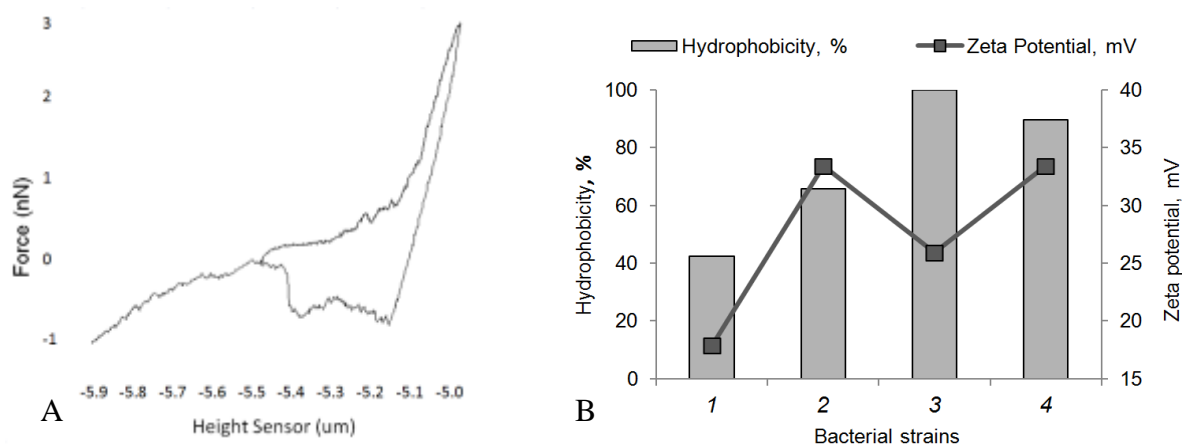 3
2
1
0
-1
Force (nN)
-5.9 -5.8 -5.7 -5.6 -5.5 -5.4 -5.3 -5.2 -5.1 -5.0
Height Sensor (um)
A
Hydrophobicity, % Zeta Potential, mV
100
80
60
40
20
0
Hydrophobicity, %
40
35
30
25
20
15
Zeta potential, mV
1 2 3 4
Bacterial strains
B